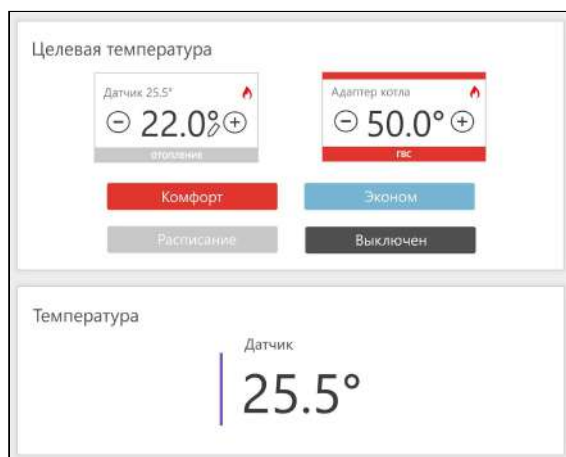 Целевая температура
Датчик 25.5°
22.0°
отопление
Адаптер котла
50.0°
ГВС
Комфорт
Эконом
Расписание
Выключен
Температура
Датчик
25.5°